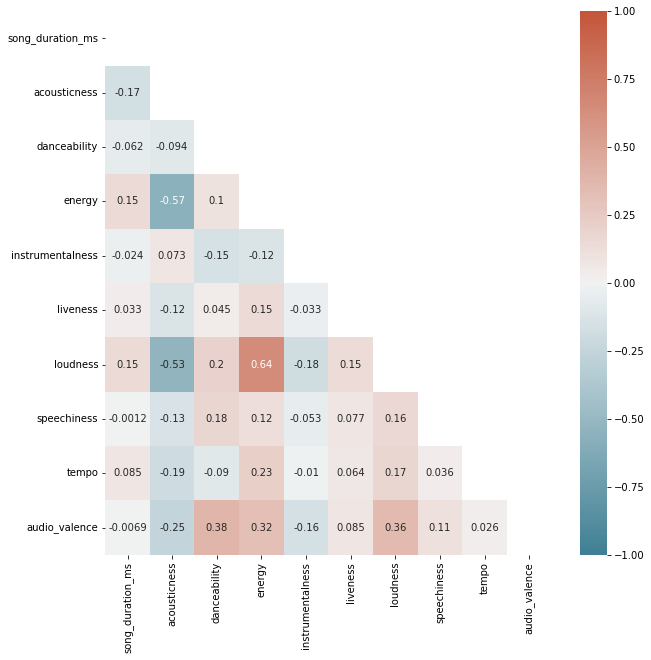 song_duration_ms
acousticness -0.17
danceability -0.062 -0.094
energy 0.15 -0.57 0.1
instrumentalness -0.024 0.073 -0.15 -0.12
liveness 0.033 -0.12 0.045 0.15 -0.033
loudness 0.15 -0.53 0.2 0.64 -0.18 0.15
speechiness -0.0012 -0.13 0.18 0.12 -0.053 0.077 0.16
tempo 0.085 -0.19 -0.09 0.23 -0.01 0.064 0.17 0.036
audio_valence -0.0069 -0.25 0.38 0.32 -0.16 0.085 0.36 0.11 0.026
song_duration_ms
acousticness
danceability
energy
instrumentalness
liveness
loudness
speechiness
tempo
audio_valence
1.00
0.75
0.50
0.25
0.00
−0.25
−0.50
−0.75
−1.00